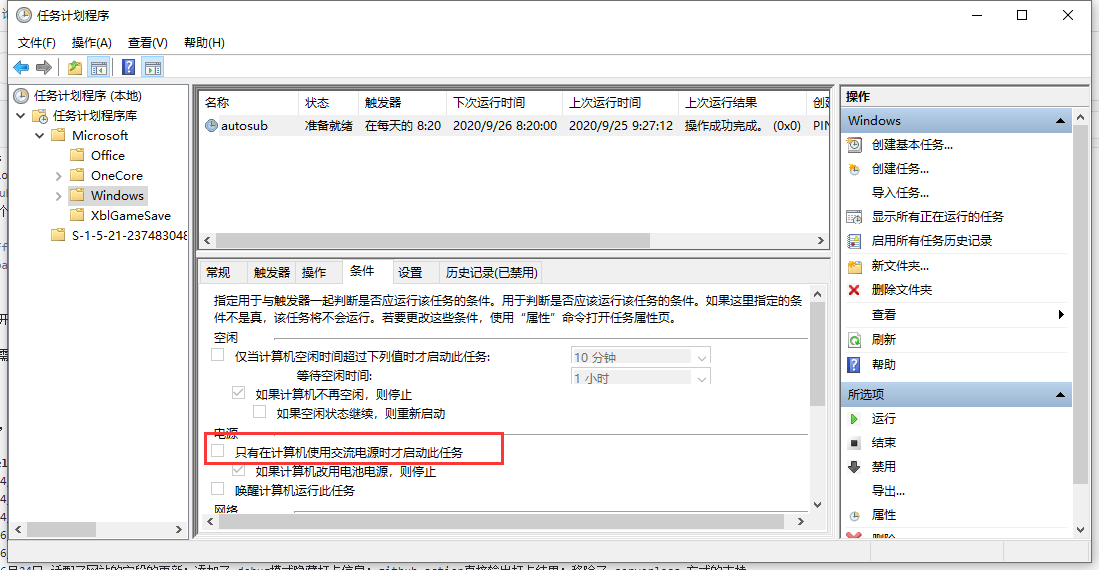 任务计划程序
文件(F) 操作(A) 查看(V) 帮助(H)
任务计划程序 (本地)
任务计划程序库
Microsoft
Office
OneCore
Windows
XblGameSave
S-1-5-21-237483048
名称 状态 触发器 下次运行时间 上次运行时间 上次运行结果
autosub 准备就绪 在每天的 8:20 2020/9/26 8:20:00 2020/9/25 9:27:12 操作成功完成。 (0x0) PIN
常规 触发器 操作 条件 设置 历史记录(已禁用)
指定用于与触发器一起判断是否应运行该任务的条件。用于判断是否应该运行该任务的条件。如果这里指定的条
件不是真，该任务将不会运行。若要更改这些条件，使用“属性”命令打开任务属性页。
空闲
仅当计算机空闲时间超过下列值时才启动此任务: 10 分钟
等待空闲时间: 1 小时
如果计算机不再空闲，则停止
如果空闲状态继续，则重新启动
电源
只有在计算机使用交流电源时才启动此任务
如果计算机改用电池电源，则停止
唤醒计算机运行此任务
网络
操作
Windows
创建基本任务...
创建任务...
导入任务...
显示所有正在运行的任务
启用所有任务历史记录
新文件夹...
删除文件夹
查看
刷新
帮助
所选项
运行
结束
禁用
导出...
属性
删除